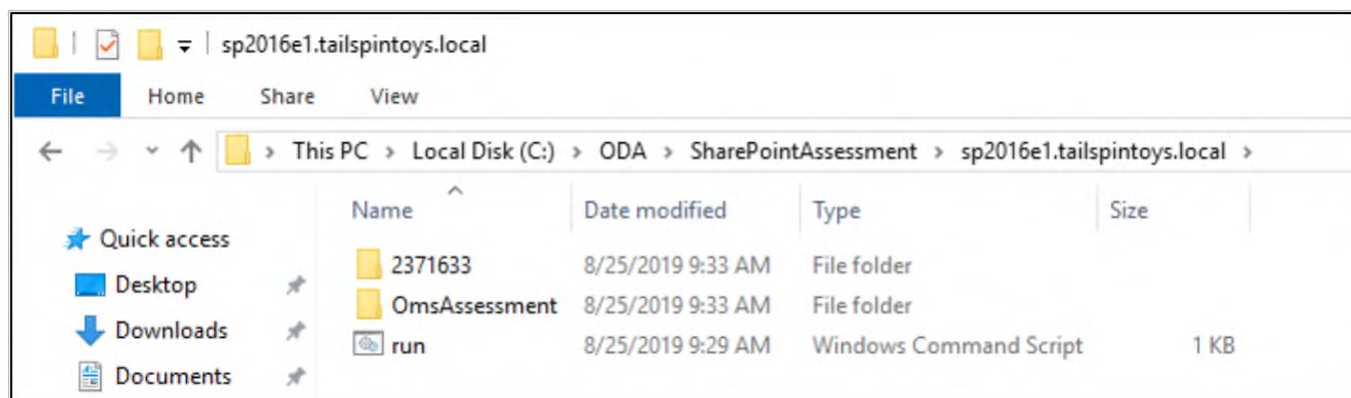 sp2016e1.tailspintoys.local
File Home Share View
This PC > Local Disk (C:) > ODA > SharePointAssessment > sp2016e1.tailspintoys.local >
Name Date modified Type Size
Quick access
2371633 8/25/2019 9:33 AM File folder
Desktop
OmsAssessment 8/25/2019 9:33 AM File folder
Downloads
run 8/25/2019 9:29 AM Windows Command Script 1 KB
Documents